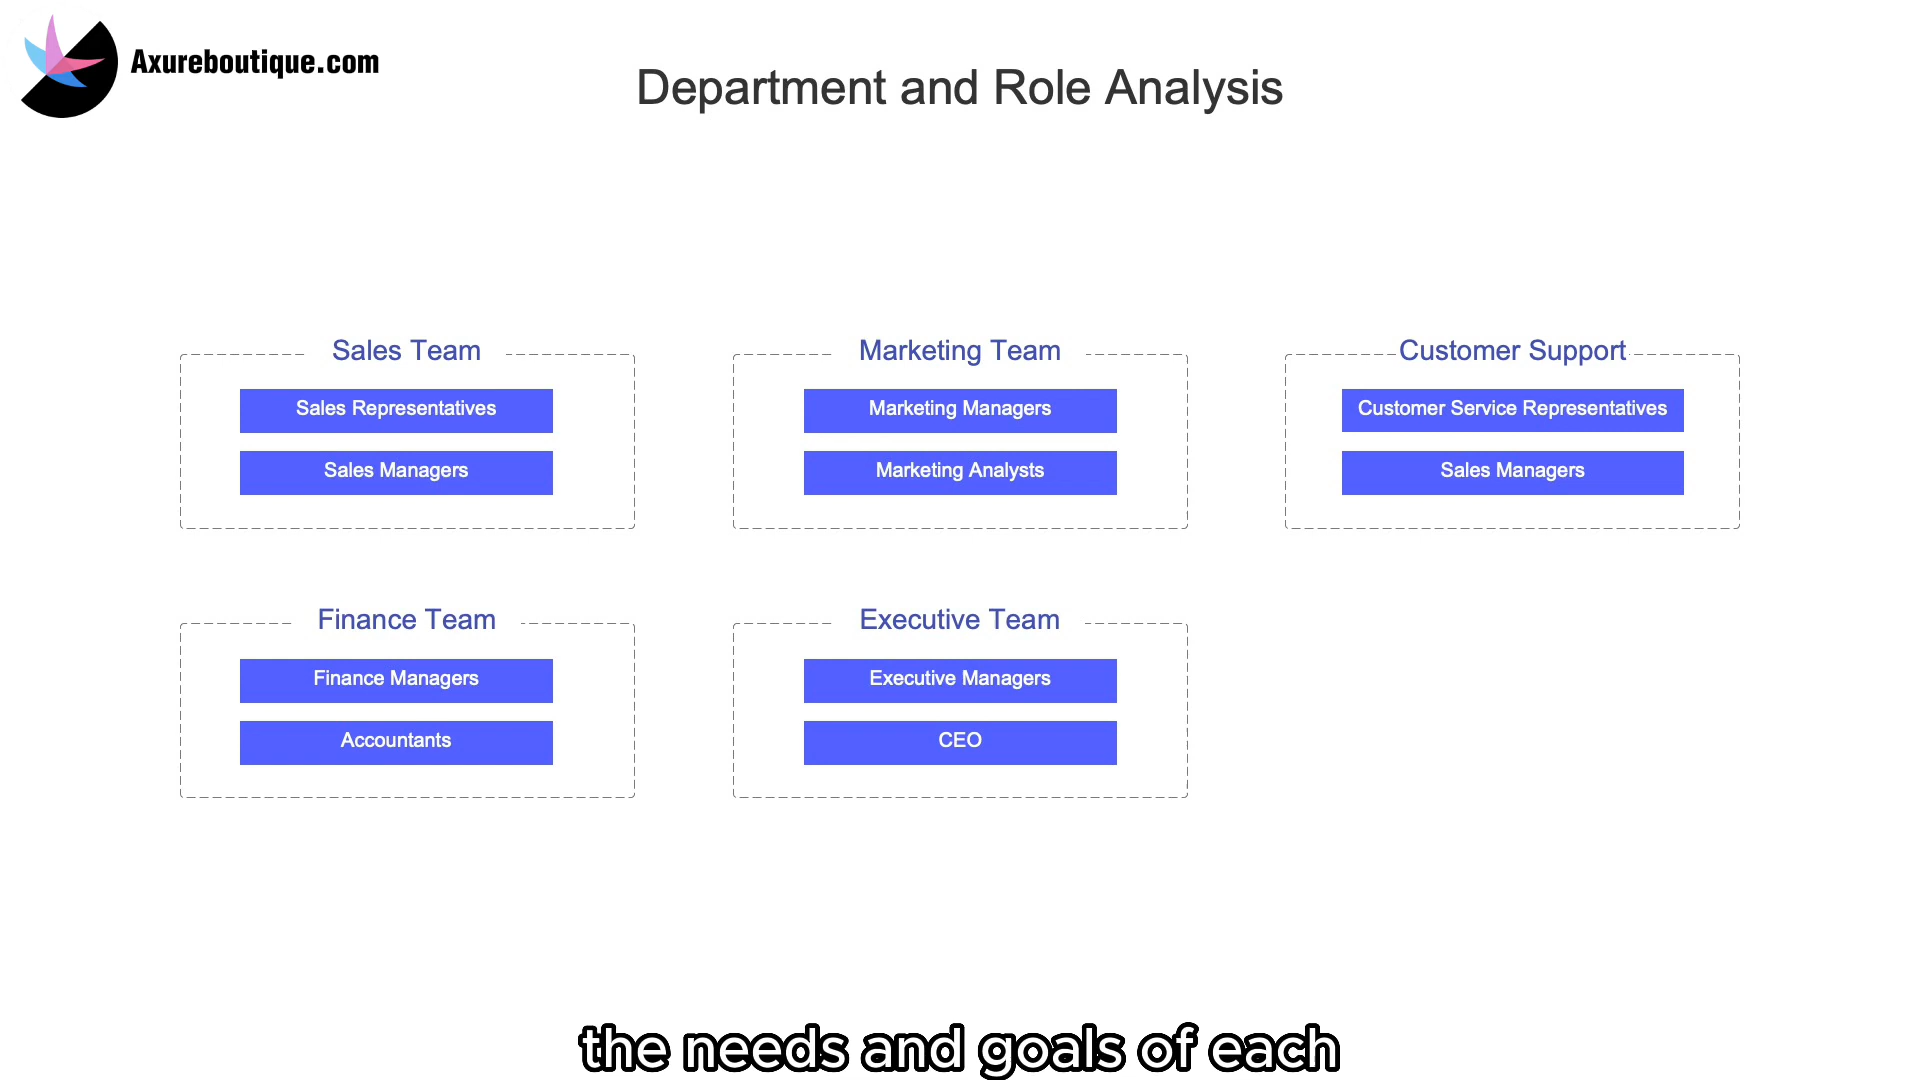 Axureboutique.com
Department and Role Analysis
Sales Team
Sales Representatives
Sales Managers
Marketing Team
Marketing Managers
Marketing Analysts
Customer Support
Customer Service Representatives
Sales Managers
Finance Team
Finance Managers
Accountants
Executive Team
Executive Managers
CEO
the needs and goals of each